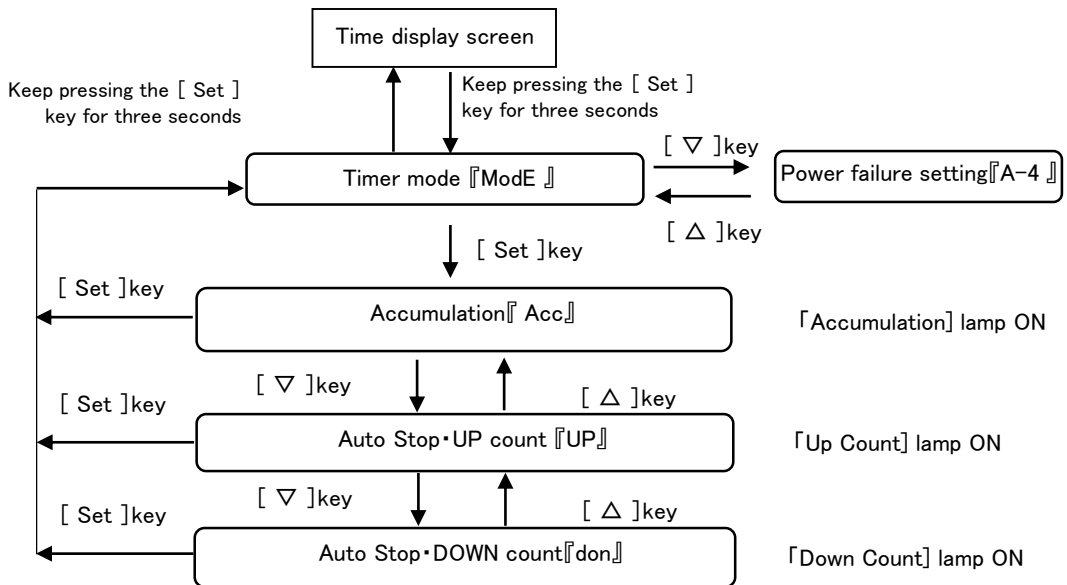 Time display screen
Keep pressing the [ Set ]
key for three seconds
Keep pressing the [ Set ]
key for three seconds
[ ▽ ]key
Timer mode『ModE 』
Power failure setting『A-4 』
[ △ ]key
[ Set ]key
[ Set ]key
Accumulation『 Acc』
「Accumulation] lamp ON
[ ▽ ]key
[ △ ]key
[ Set ]key
Auto Stop・UP count 『UP』
「Up Count] lamp ON
[ ▽ ]key
[ △ ]key
[ Set ]key
Auto Stop・DOWN count『don』
「Down Count] lamp ON